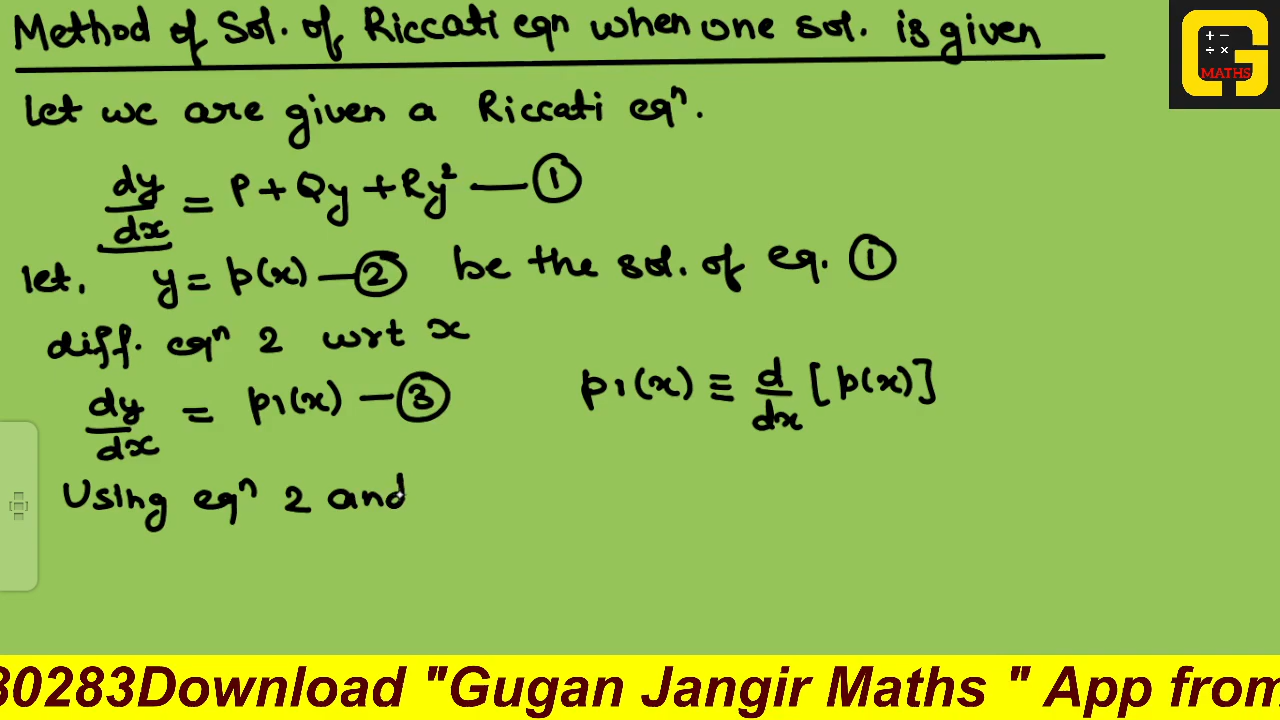 Method of Sol. of Riccati eqn when one sol. is given
+ −
÷ ×
MATHS
let we are given a Riccati eqⁿ.
dy/dx = P + Qy + Ry² — ①
let, y = p(x) — ② be the sol. of eq. ①
diff. eqⁿ 2 wrt x
dy/dx = p1(x) — ③ p1(x) ≡ d/dx [p(x)]
Using eqⁿ 2 and
30283Download "Gugan Jangir Maths " App from